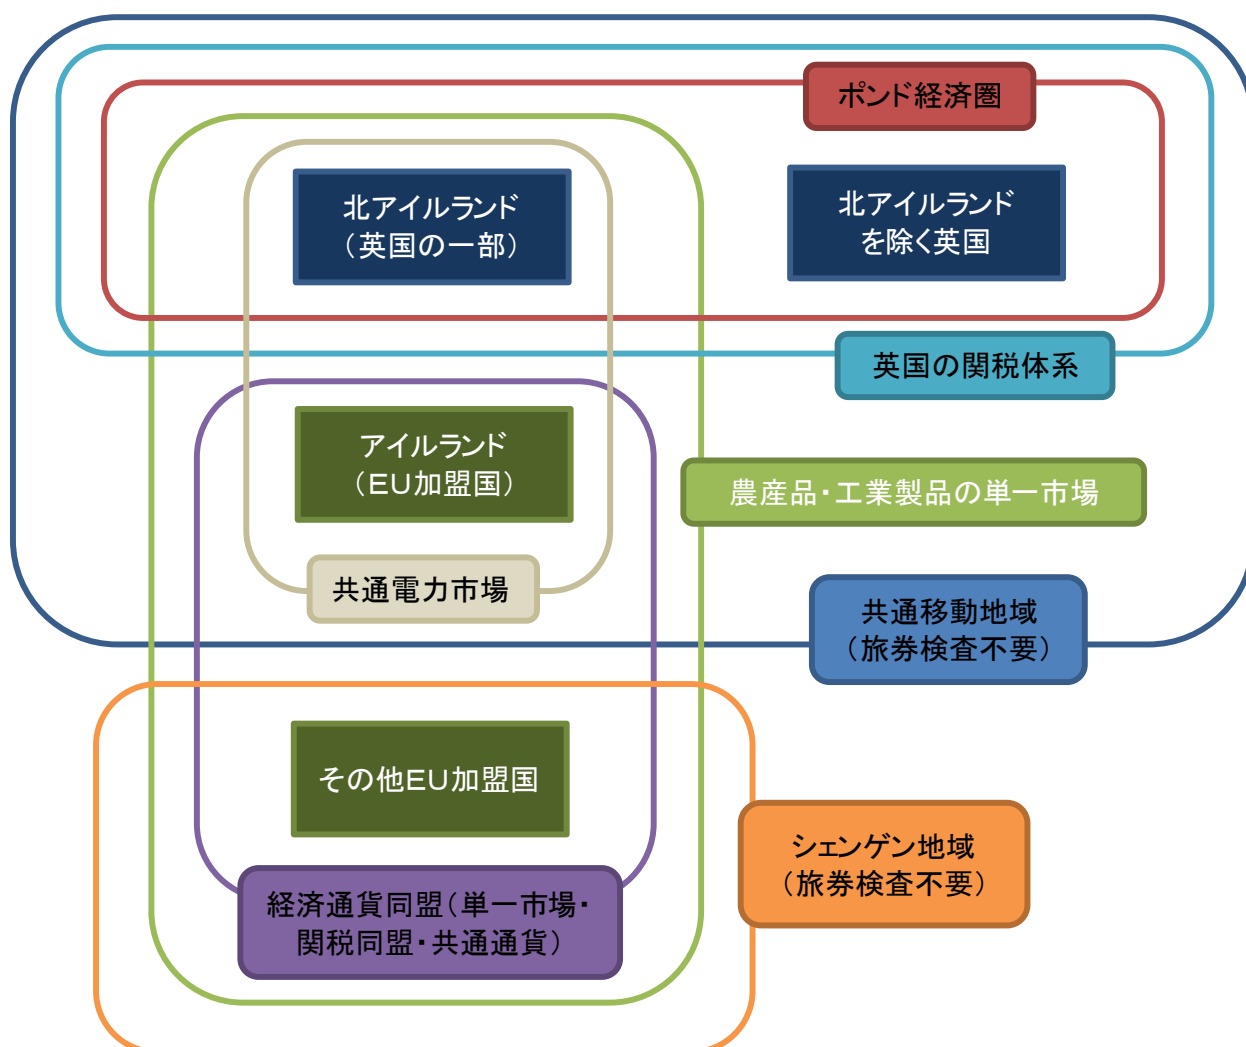 ポンド経済圏
北アイルランド
（英国の一部）
北アイルランド
を除く英国
英国の関税体系
アイルランド
（ＥＵ加盟国）
農産品・工業製品の単一市場
共通電力市場
共通移動地域
（旅券検査不要）
その他ＥＵ加盟国
シェンゲン地域
（旅券検査不要）
経済通貨同盟（単一市場・
関税同盟・共通通貨）